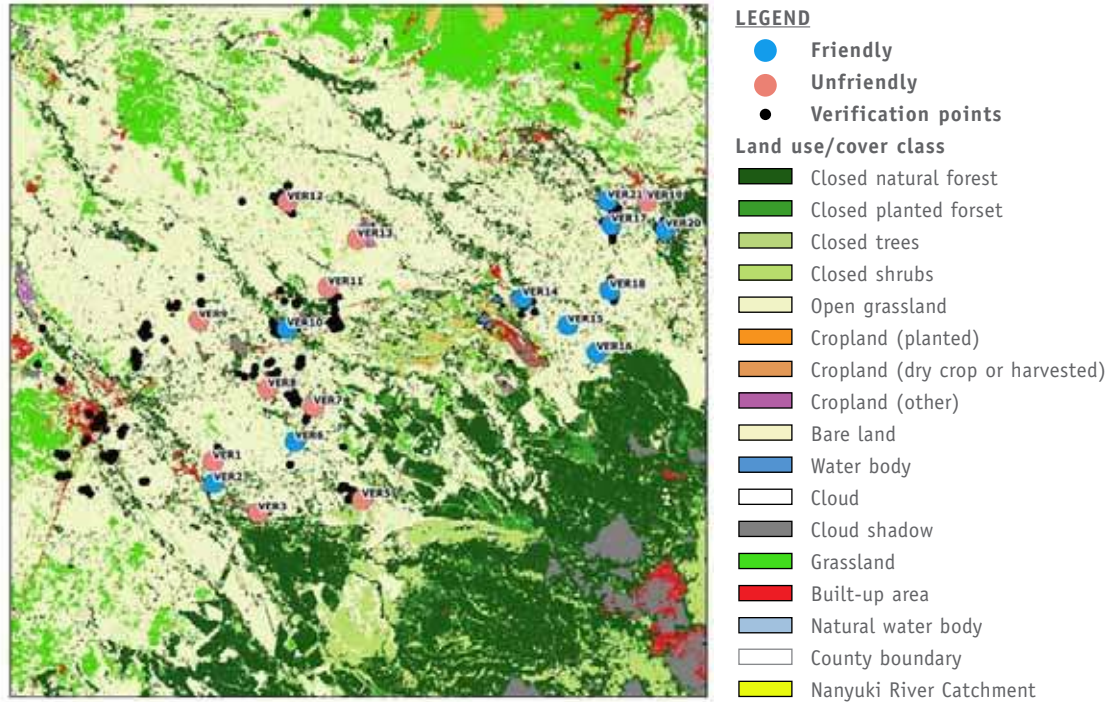 VER12
VER21 VER19
VER17
VER20
VER13
VER11
VER18
VER14
VER9
VER10
VER15
VER16
VER8
VER7
VER6
VER1
VER2
VER5
VER3
LEGEND
Friendly
Unfriendly
Verification points
Land use/cover class
Closed natural forest
Closed planted forset
Closed trees
Closed shrubs
Open grassland
Cropland (planted)
Cropland (dry crop or harvested)
Cropland (other)
Bare land
Water body
Cloud
Cloud shadow
Grassland
Built-up area
Natural water body
County boundary
Nanyuki River Catchment